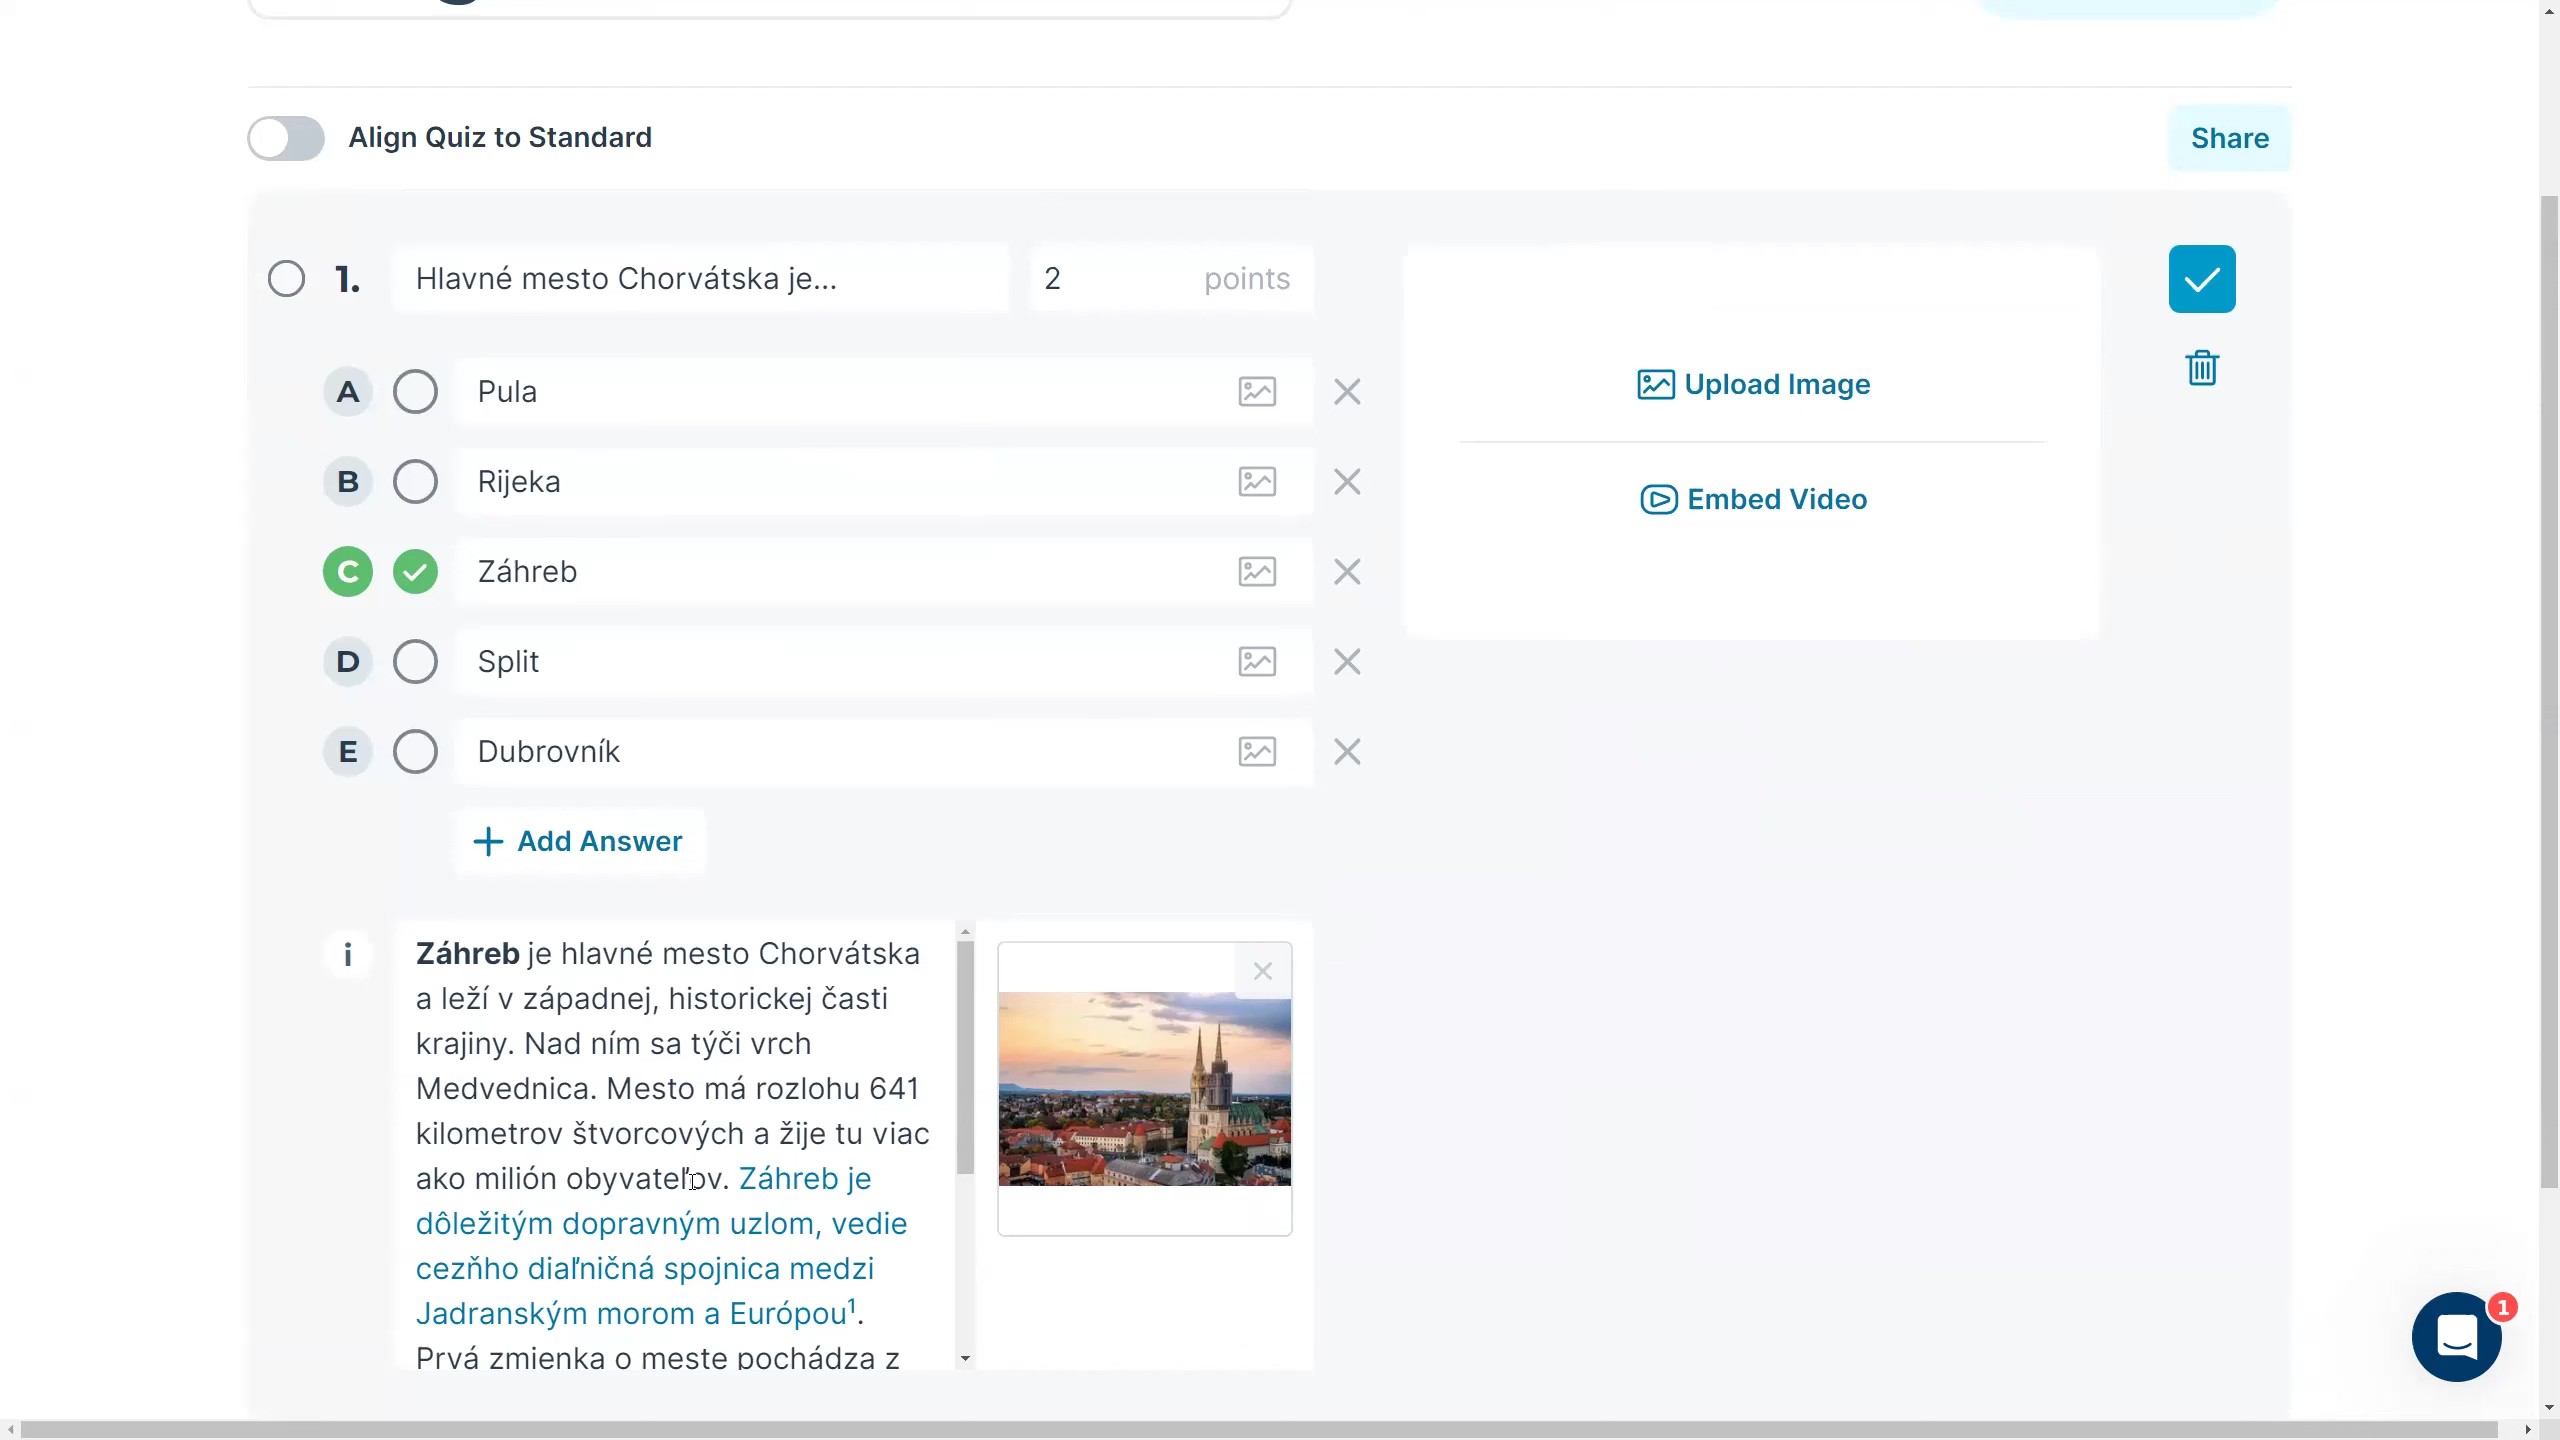 Align Quiz to Standard
Share
1.
Hlavné mesto Chorvátska je...
2
points
A
Pula
B
Rijeka
C
Záhreb
D
Split
E
Dubrovník
Add Answer
Upload Image
Embed Video
i
Záhreb je hlavné mesto Chorvátska
a leží v západnej, historickej časti
krajiny. Nad ním sa týči vrch
Medvednica. Mesto má rozlohu 641
kilometrov štvorcových a žije tu viac
ako milión obyvateľov. Záhreb je
dôležitým dopravným uzlom, vedie
cezňho diaľničná spojnica medzi
Jadranským morom a Európou¹.
Prvá zmienka o meste pochádza z
1